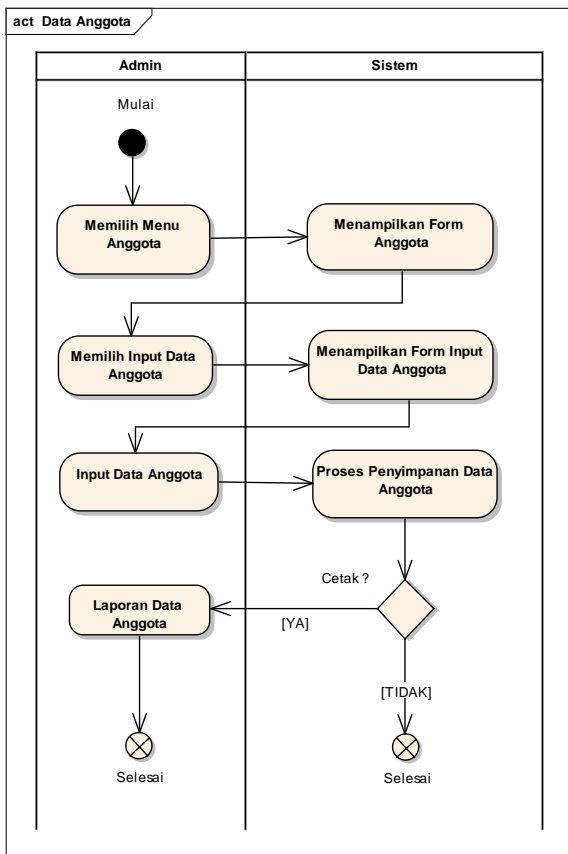 act Data Anggota
Admin
Sistem
Mulai
Memilih Menu
Anggota
Menampilkan Form
Anggota
Memilih Input Data
Anggota
Menampilkan Form Input
Data Anggota
Input Data Anggota
Proses Penyimpanan Data
Anggota
Cetak ?
[YA]
Laporan Data
Anggota
[TIDAK]
Selesai
Selesai